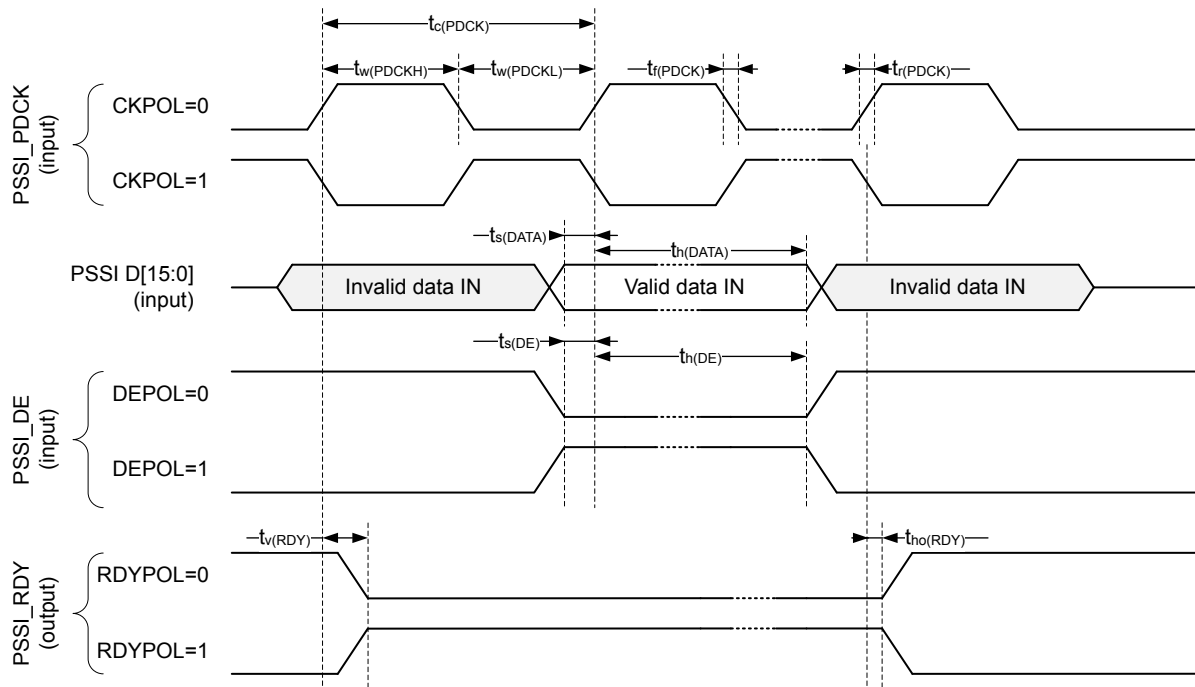 tc(PDCK)
tw(PDCKH) tw(PDCKL) tf(PDCK) tr(PDCK)
PSSI_PDCK
(input)
CKPOL=0
CKPOL=1
ts(DATA) th(DATA)
PSSI D[15:0]
(input)
Invalid data IN Valid data IN Invalid data IN
ts(DE) th(DE)
PSSI_DE
(input)
DEPOL=0
DEPOL=1
tv(RDY) tho(RDY)
PSSI_RDY
(output)
RDYPOL=0
RDYPOL=1